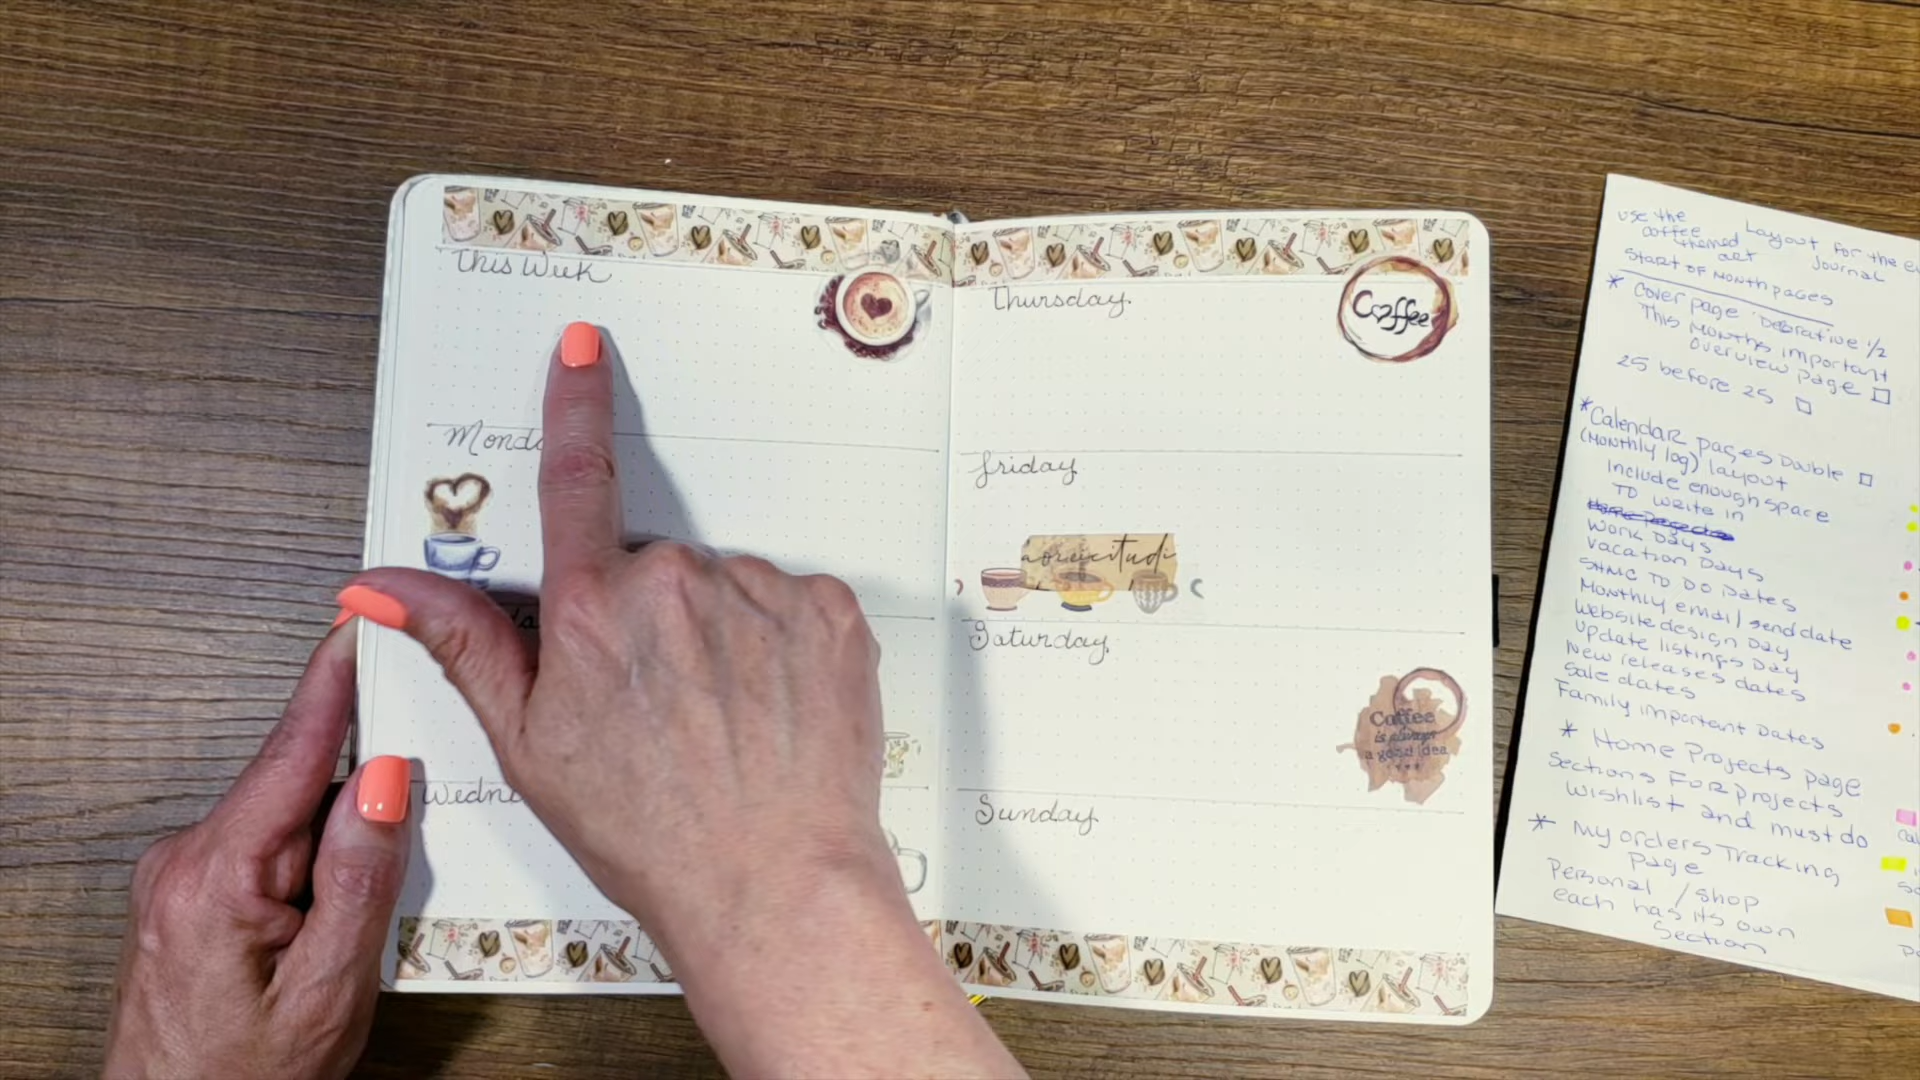 This Week
Monda
da
Wedne
Thursday
Coffee
Friday
Saturday
Coffee
is always
a good idea
Sunday
use the
coffee
themed
art
Layout for the
Journal
START OF MONTH pages
* Cover page Decorative 1/2
This Months important
Overview page
25 before 25
*Calendar pages Double
(Monthly log) layout
Include enough space
To write in
Work Days
Vacation Days
To Do Dates
Monthly email/send date
Website design Day
Update listings Day
New releases dates
Sale dates
Family important Dates
* Home Projects page
Sections For projects
Wishlist and must do
* My orders Tracking
Page
Personal / shop
each has its own
Section